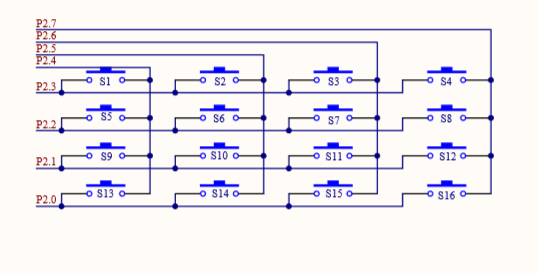 P2.7
P2.6
P2.5
P2.4
S1 S2 S3 S4
P2.3
S5 S6 S7 S8
P2.2
S9 S10 S11 S12
P2.1
S13 S14 S15 S16
P2.0